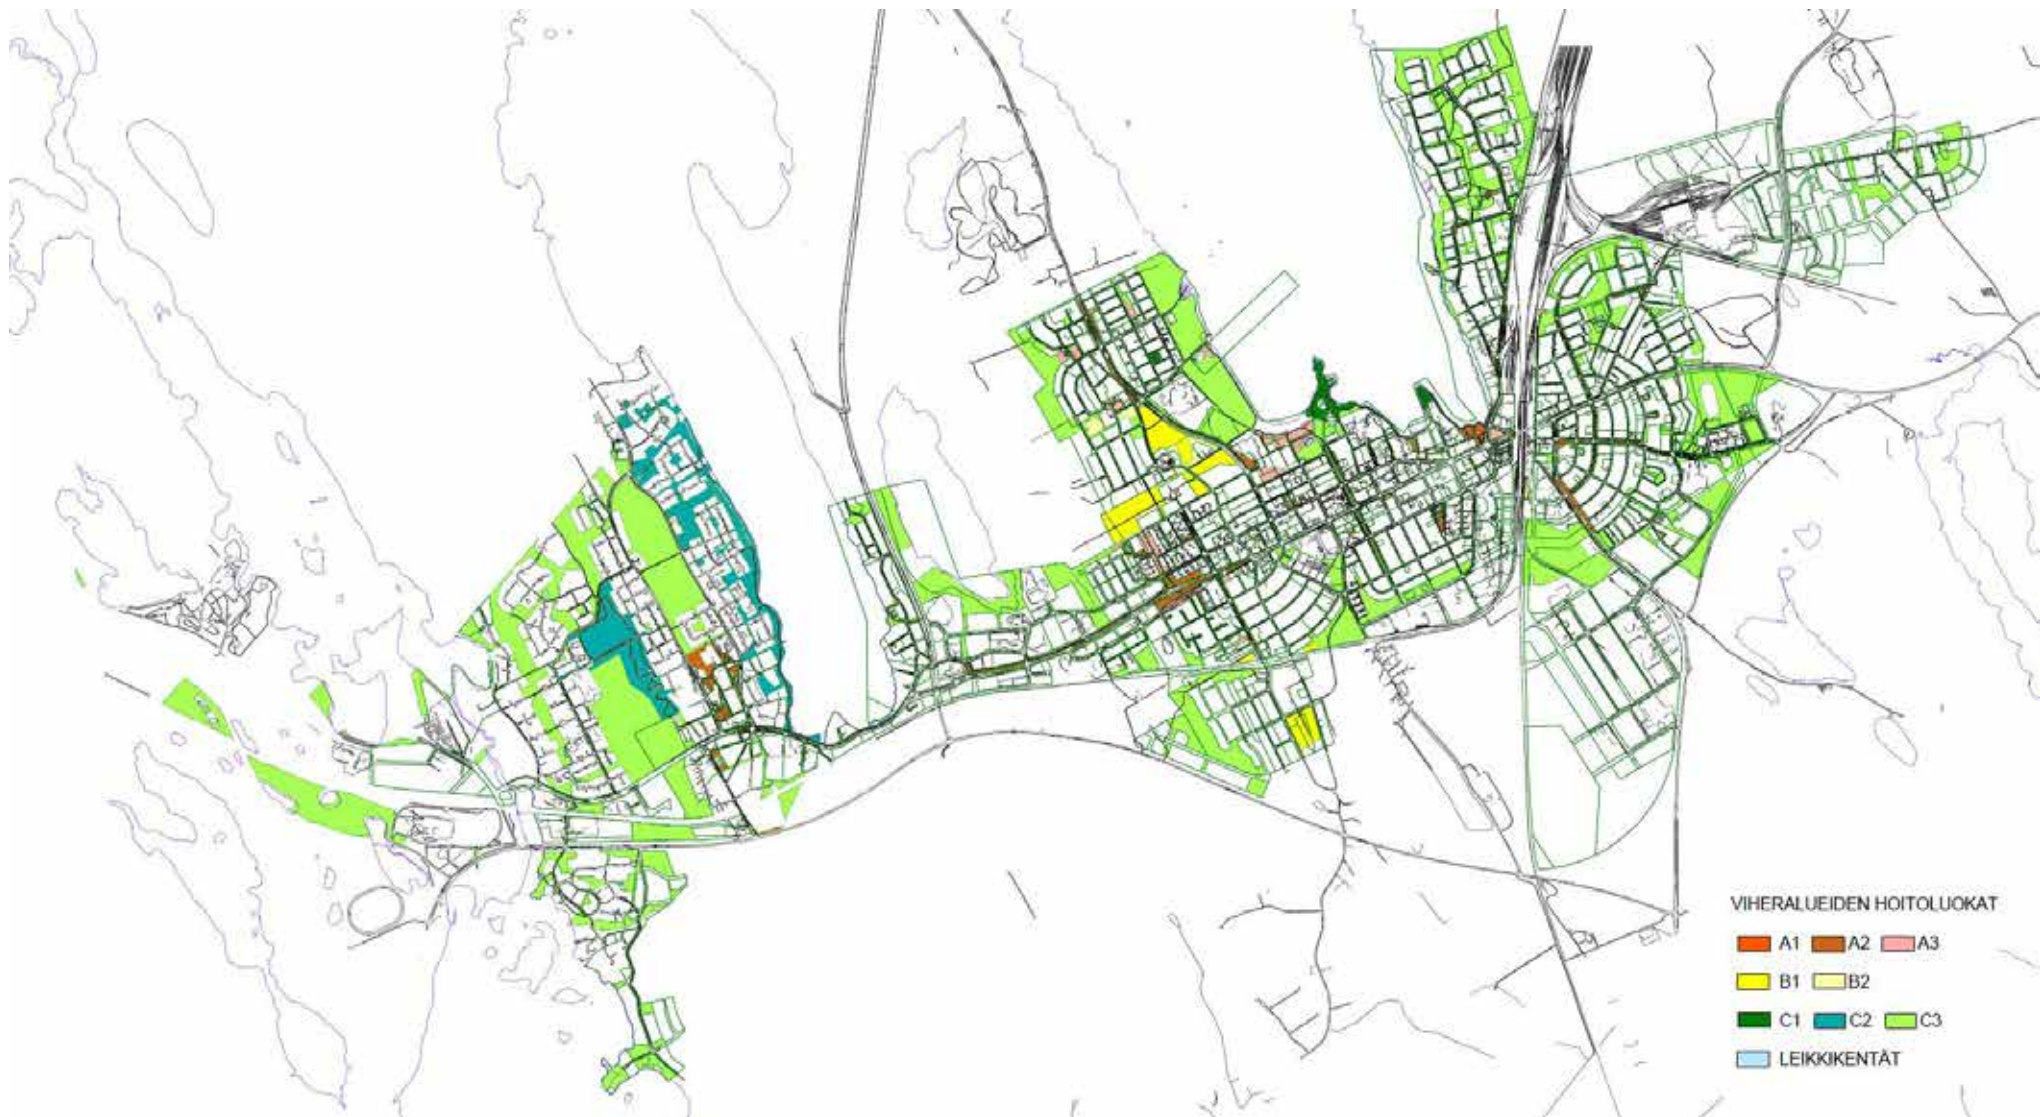 VIHERALUEIDEN HOITOLUOKAT
A1 A2 A3
B1 B2
C1 C2 C3
LEIKKIKENTÄT